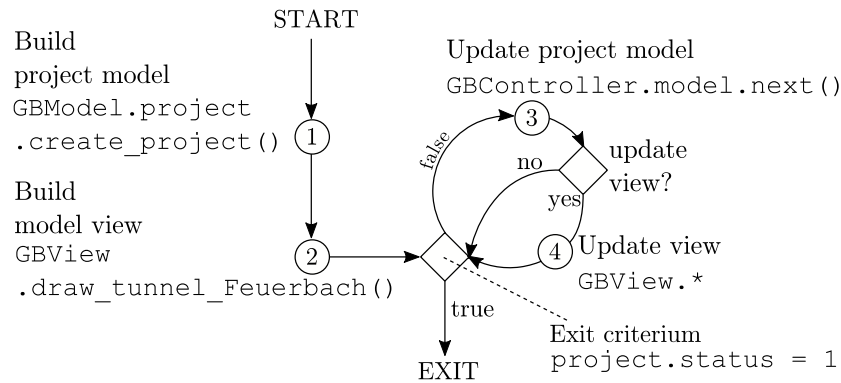 START
Build
project model
GBModel.project
.create_project()
1
Build
model view
GBView
.draw_tunnel_Feuerbach()
2
Update project model
GBController.model.next()
3
false
no
update
view?
yes
4
Update view
GBView.*
true
EXIT
Exit criterium
project.status = 1